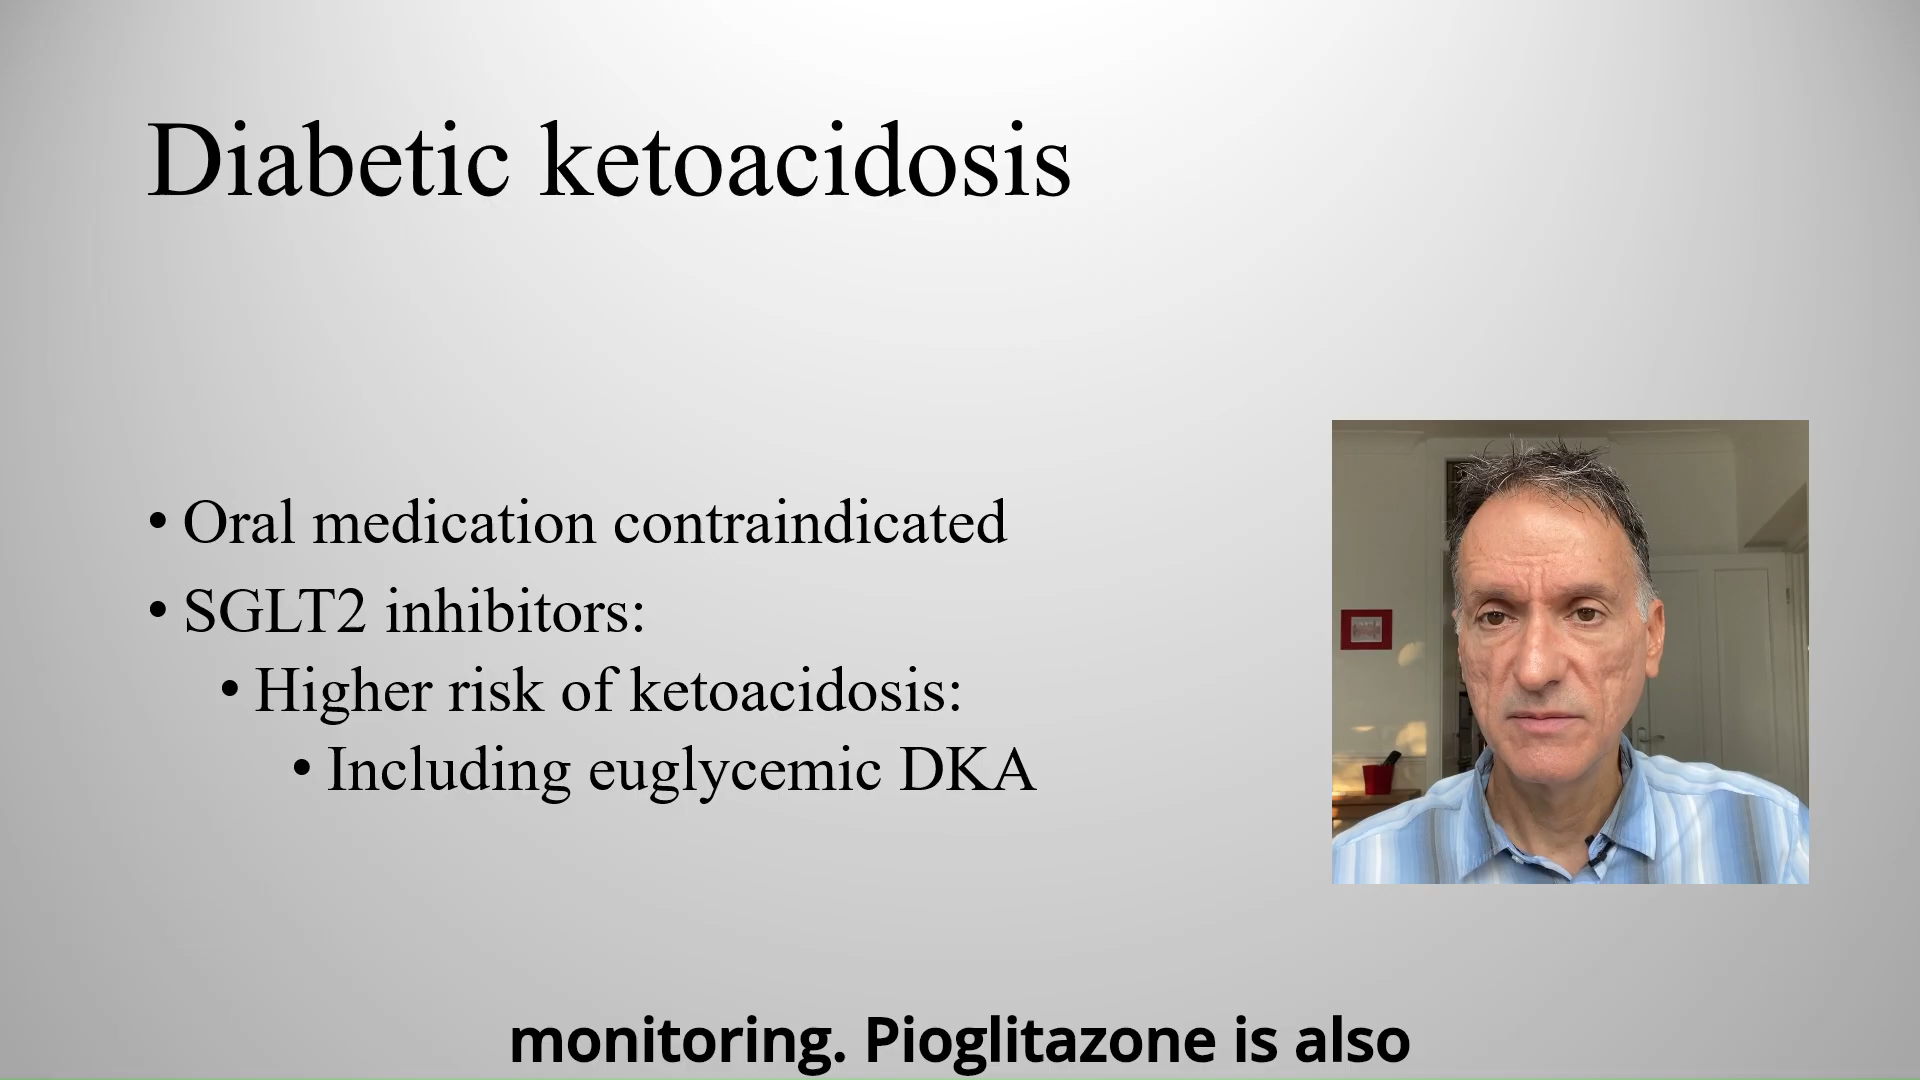 Diabetic ketoacidosis
• Oral medication contraindicated
• SGLT2 inhibitors:
• Higher risk of ketoacidosis:
• Including euglycemic DKA
monitoring. Pioglitazone is also